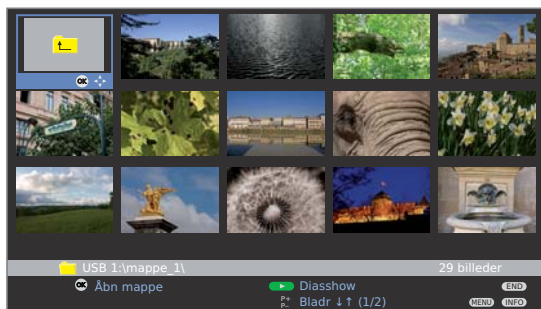 OK
USB 1:\mappe_1\ 29 billeder
OK Åbn mappe Diasshow END
P+ P- Bladr ↓↑ (1/2) MENU INFO